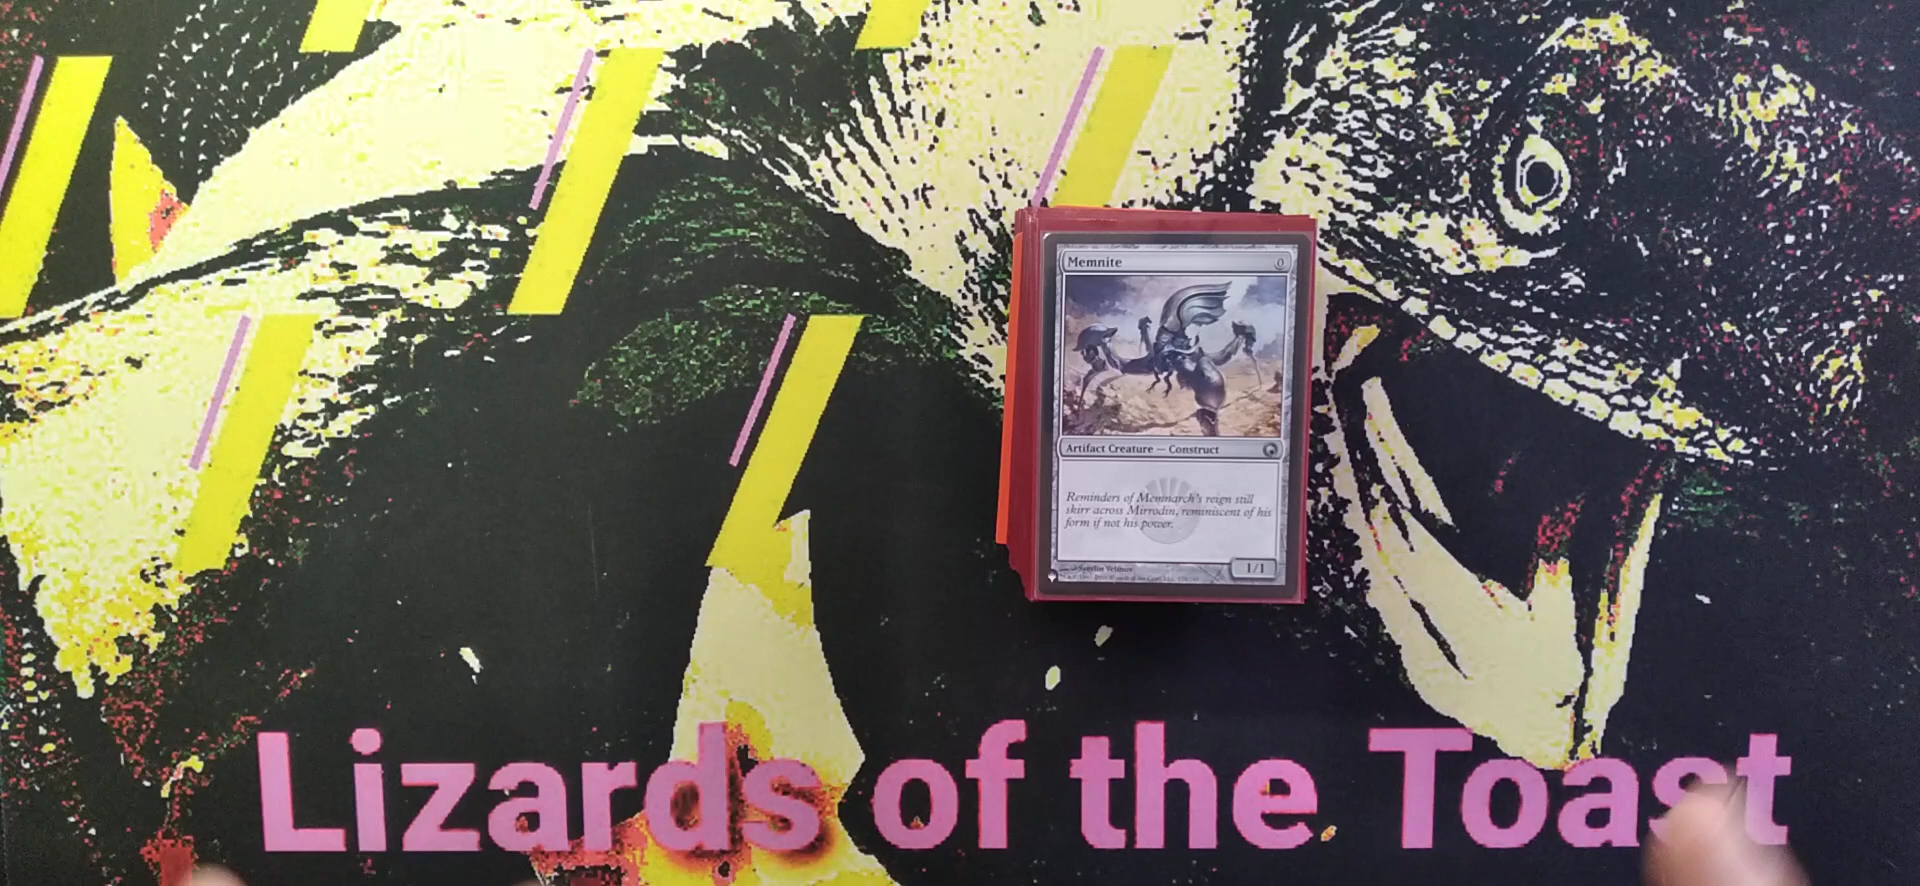 Memnite 0
Artifact Creature — Construct
Reminders of Memnarch's reign still
skirr across Mirrodin, reminiscent of his
form if not his power.
1/1
Lizards of the Toast